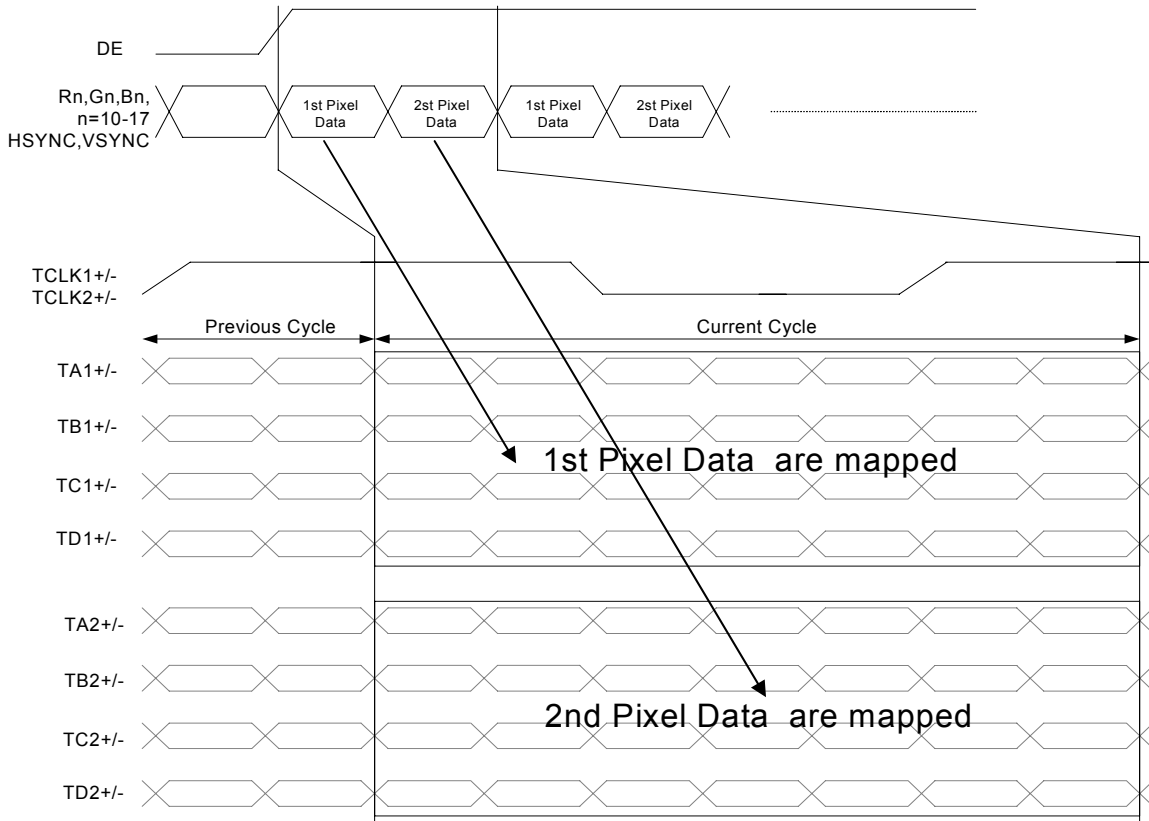 DE
Rn,Gn,Bn,
n=10-17
HSYNC,VSYNC
1st Pixel
Data
2st Pixel
Data
1st Pixel
Data
2st Pixel
Data
TCLK1+/-
TCLK2+/-
Previous Cycle
Current Cycle
TA1+/-
TB1+/-
1st Pixel Data are mapped
TC1+/-
TD1+/-
TA2+/-
TB2+/-
2nd Pixel Data are mapped
TC2+/-
TD2+/-